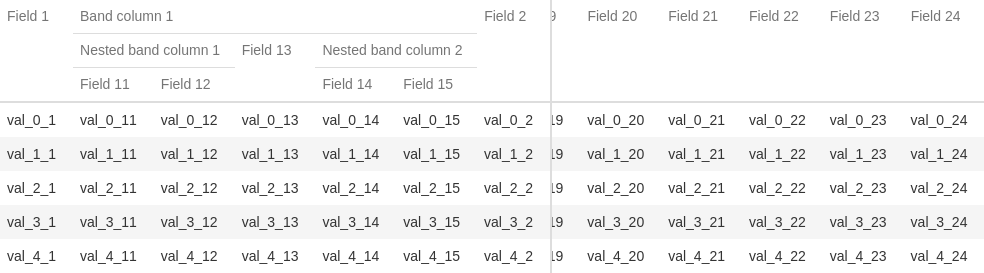 Field 1 Band column 1 Field 2 9 Field 20 Field 21 Field 22 Field 23 Field 24
Nested band column 1 Field 13 Nested band column 2
Field 11 Field 12 Field 14 Field 15
val_0_1 val_0_11 val_0_12 val_0_13 val_0_14 val_0_15 val_0_2 19 val_0_20 val_0_21 val_0_22 val_0_23 val_0_24
val_1_1 val_1_11 val_1_12 val_1_13 val_1_14 val_1_15 val_1_2 19 val_1_20 val_1_21 val_1_22 val_1_23 val_1_24
val_2_1 val_2_11 val_2_12 val_2_13 val_2_14 val_2_15 val_2_2 19 val_2_20 val_2_21 val_2_22 val_2_23 val_2_24
val_3_1 val_3_11 val_3_12 val_3_13 val_3_14 val_3_15 val_3_2 19 val_3_20 val_3_21 val_3_22 val_3_23 val_3_24
val_4_1 val_4_11 val_4_12 val_4_13 val_4_14 val_4_15 val_4_2 19 val_4_20 val_4_21 val_4_22 val_4_23 val_4_24